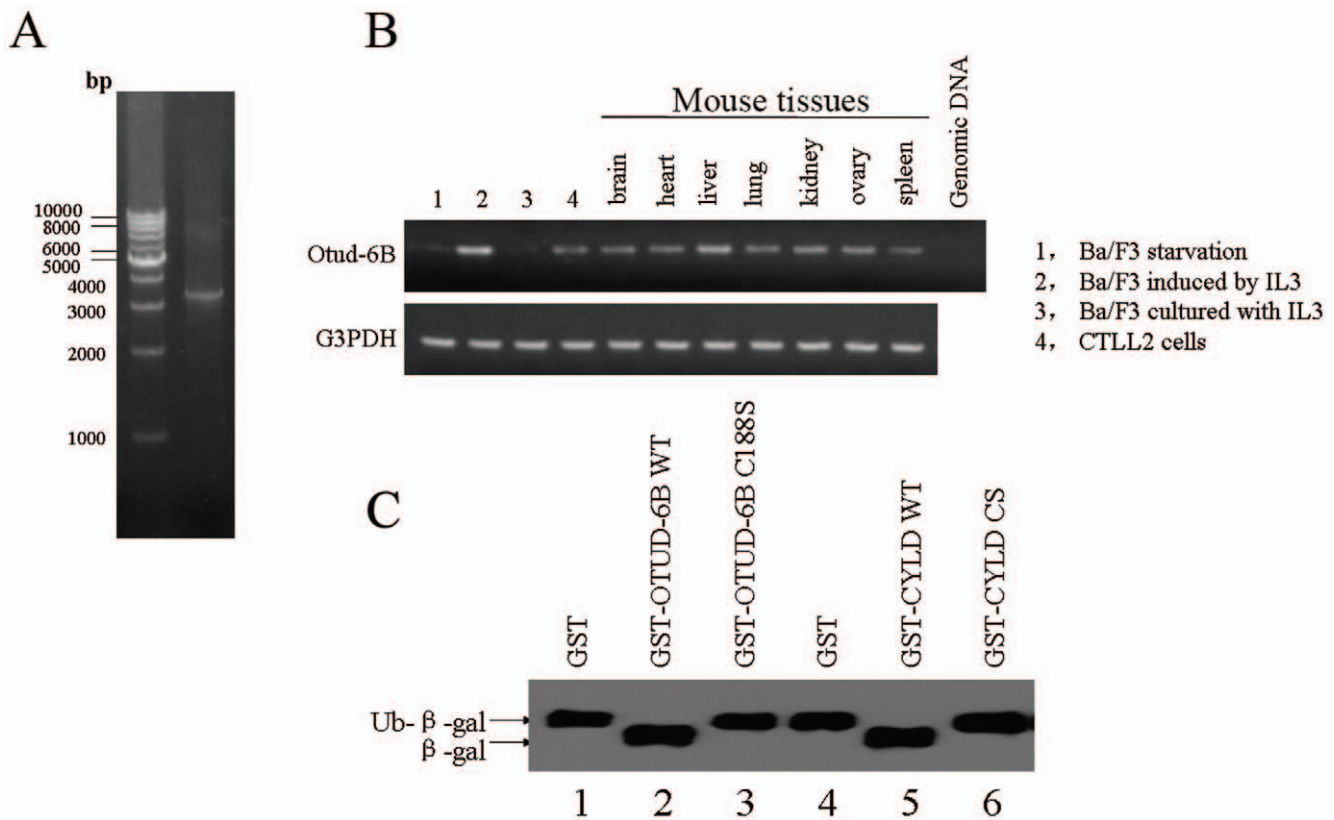 A
bp
10000
8000
6000
5000
4000
3000
2000
1000
B
Mouse tissues
1 2 3 4 brain heart liver lung kidney ovary spleen Genomic DNA
Otud-6B
G3PDH
1, Ba/F3 starvation
2, Ba/F3 induced by IL3
3, Ba/F3 cultured with IL3
4, CTLL2 cells
C
GST GST-OTUD-6B WT GST-OTUD-6B C188S GST GST-CYLD WT GST-CYLD CS
Ub-β-gal
β-gal
1 2 3 4 5 6